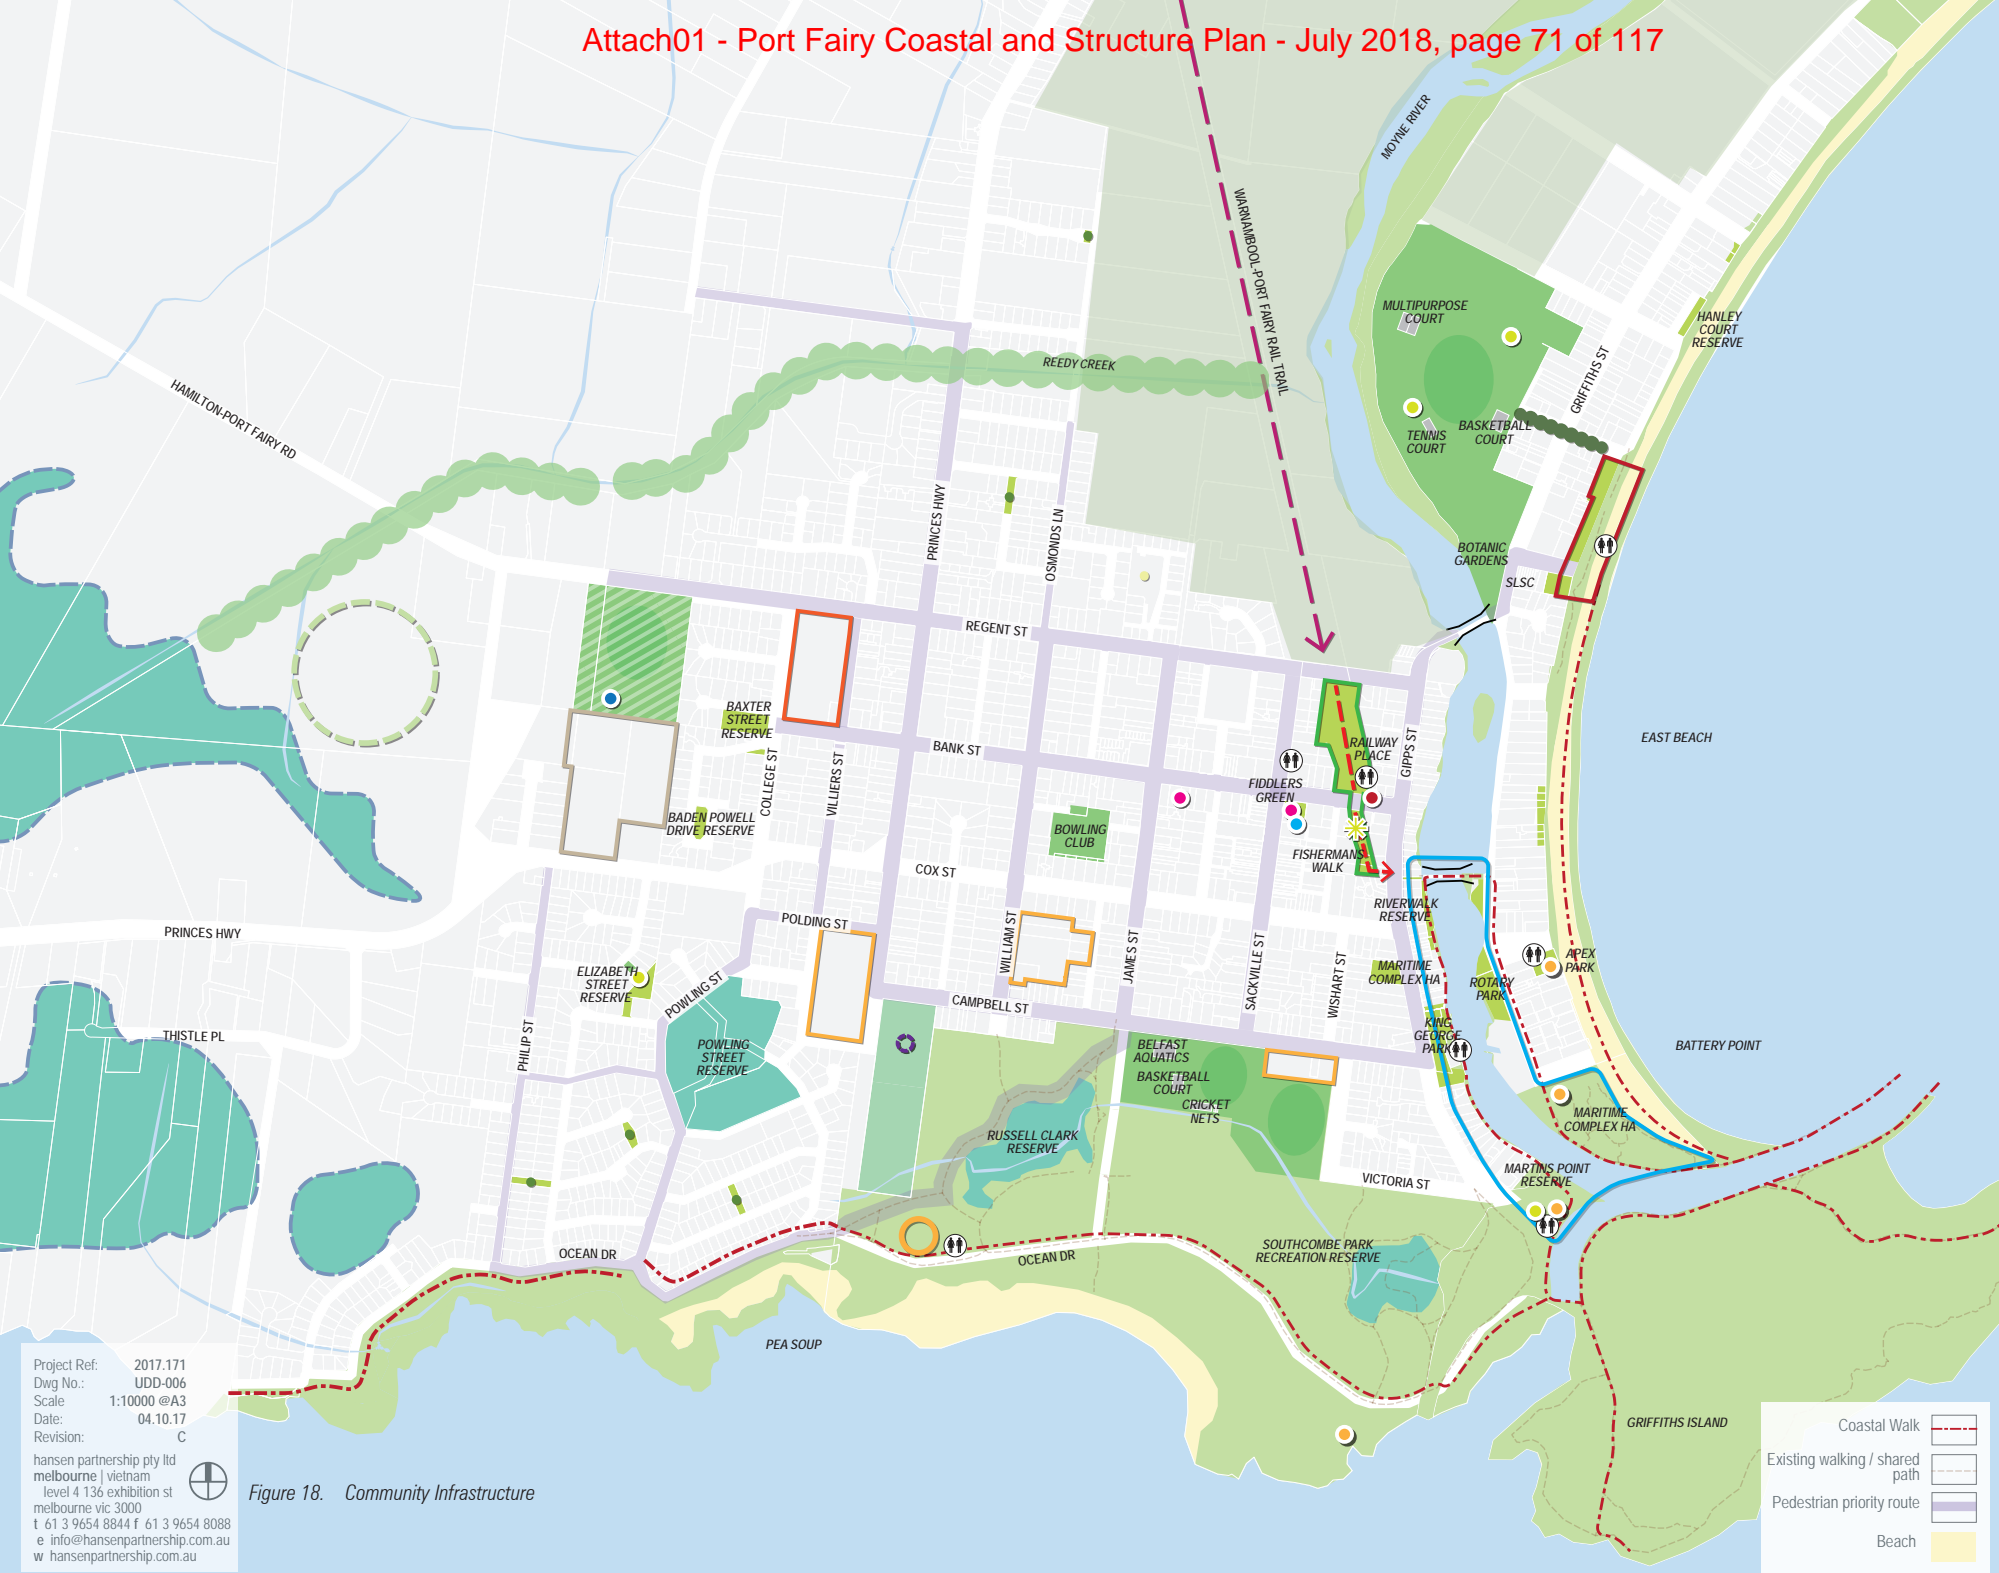 Attach01 - Port Fairy Coastal and Structure Plan - July 2018, page 71 of 117
MOYNE RIVER
WARNAMBOOL-PORT FAIRY RAIL TRAIL
MULTIPURPOSE
COURT
HANLEY
COURT
RESERVE
GRIFFITHS ST
REEDY CREEK
HAMILTON-PORT FAIRY RD
TENNIS
COURT
BASKETBALL
COURT
PRINCES HWY
OSMONDS LN
BOTANIC
GARDENS
SLSC
REGENT ST
BAXTER
STREET
RESERVE
BANK ST
RAILWAY
PLACE
GIPPS ST
EAST BEACH
COLLEGE ST
VILLIERS ST
FIDDLERS
GREEN
BADEN POWELL
DRIVE RESERVE
BOWLING
CLUB
FISHERMANS
WALK
COX ST
RIVERWALK
RESERVE
POLDING ST
PRINCES HWY
WILLIAM ST
JAMES ST
SACKVILLE ST
WISHART ST
ELIZABETH
STREET
RESERVE
POWLING ST
MARITIME
COMPLEX HA
ROTARY
PARK
APEX
PARK
CAMPBELL ST
THISTLE PL
PHILIP ST
POWLING
STREET
RESERVE
KING
GEORGE
PARK
BELFAST
AQUATICS
BASKETBALL
COURT
CRICKET
NETS
BATTERY POINT
MARITIME
COMPLEX HA
RUSSELL CLARK
RESERVE
VICTORIA ST
MARTINS POINT
RESERVE
OCEAN DR
OCEAN DR
SOUTHCOMBE PARK
RECREATION RESERVE
PEA SOUP
GRIFFITHS ISLAND
Project Ref: 2017.171
Dwg No.: UDD-006
Scale 1:10000 @A3
Date: 04.10.17
Revision: C
hansen partnership pty ltd
melbourne | vietnam
level 4 136 exhibition st
melbourne vic 3000
t 61 3 9654 8844 f 61 3 9654 8088
e info@hansenpartnership.com.au
w hansenpartnership.com.au
Figure 18. Community Infrastructure
Coastal Walk
Existing walking / shared
path
Pedestrian priority route
Beach